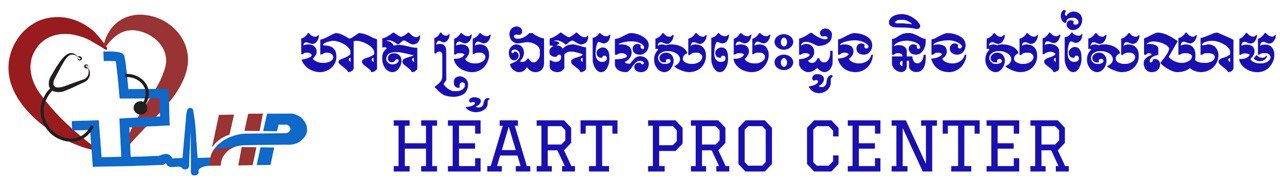 ហាត ប្រូ ឯកទេសបេះដូង និង សរសៃឈាម
HP
HEART PRO CENTER